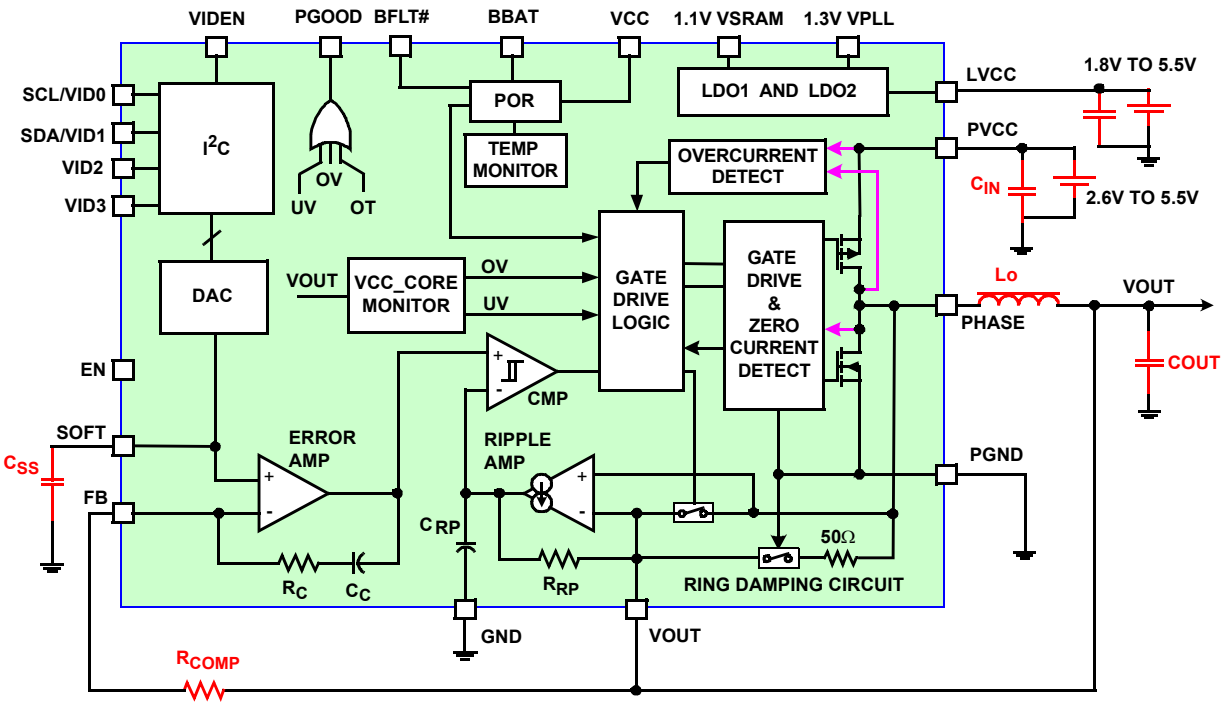 VIDEN
PGOOD
BFLT#
BBAT
VCC
1.1V VSRAM
1.3V VPLL
SCL/VID0
SDA/VID1
VID2
VID3
I²C
POR
TEMP
MONITOR
LDO1 AND LDO2
LVCC
1.8V TO 5.5V
PVCC
OVERCURRENT
DETECT
OV
UV
OT
CIN
2.6V TO 5.5V
DAC
VOUT
VCC_CORE
MONITOR
OV
UV
GATE
DRIVE
LOGIC
GATE
DRIVE
&
ZERO
CURRENT
DETECT
Lo
PHASE
VOUT
COUT
EN
+
-
CMP
SOFT
CSS
FB
ERROR
AMP
+
-
RIPPLE
AMP
+
-
PGND
CRP
RC
CC
RRP
50Ω
RING DAMPING CIRCUIT
GND
VOUT
RCOMP